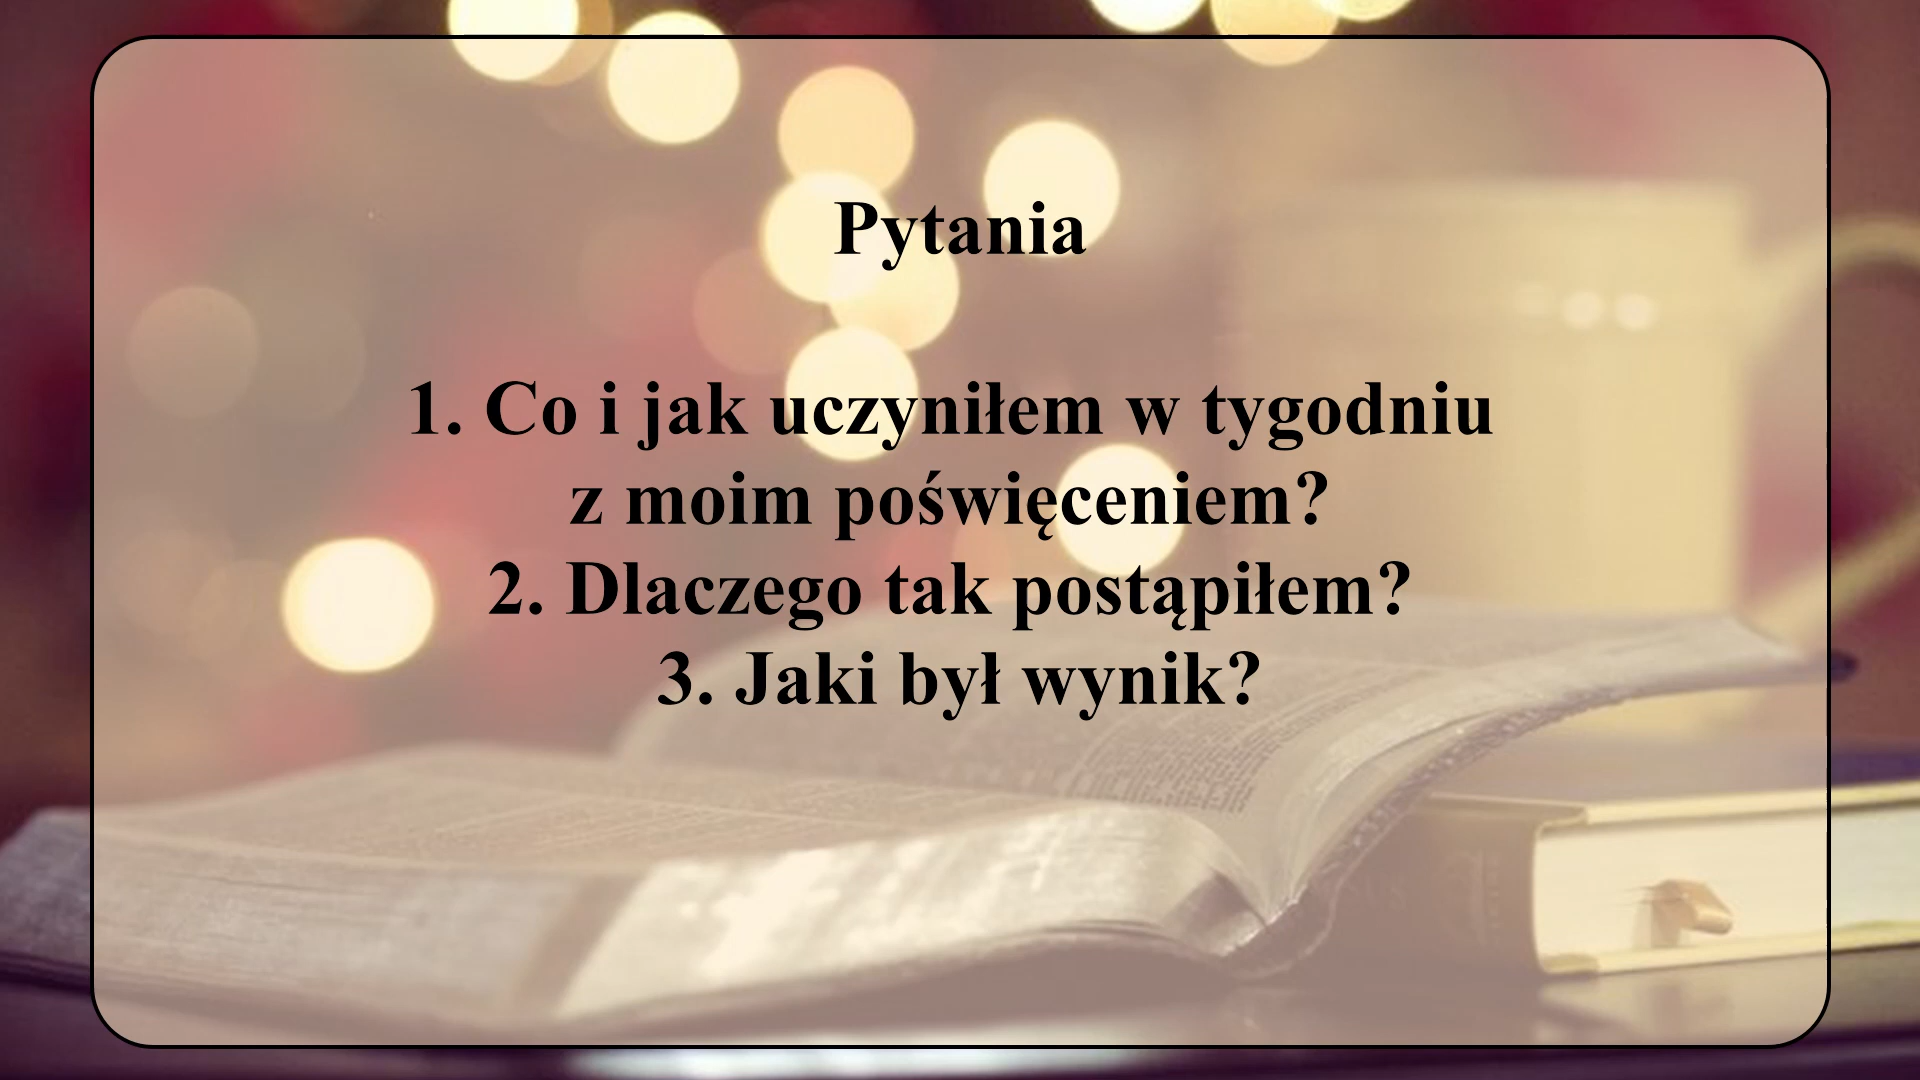 Pytania
1. Co i jak uczyniłem w tygodniu
z moim poświęceniem?
2. Dlaczego tak postąpiłem?
3. Jaki był wynik?